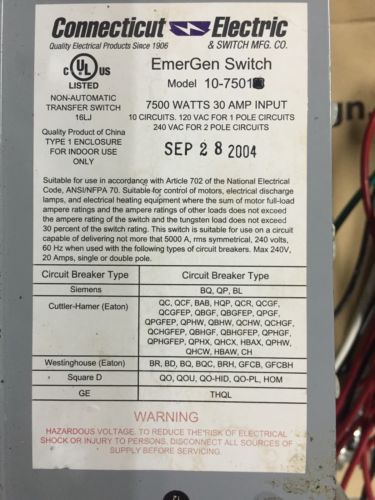 Connecticut Electric
Quality Electrical Products Since 1906 & SWITCH MFG. CO.
C UL US
LISTED
EmerGen Switch
Model 10-7501
NON-AUTOMATIC
TRANSFER SWITCH
16LJ
7500 WATTS 30 AMP INPUT
10 CIRCUITS. 120 VAC FOR 1 POLE CIRCUITS
240 VAC FOR 2 POLE CIRCUITS
Quality Product of China
TYPE 1 ENCLOSURE
FOR INDOOR USE
ONLY
SEP 28 2004
Suitable for use in accordance with Article 702 of the National Electrical
Code, ANSI/NFPA 70. Suitable for control of motors, electrical discharge
lamps, and electrical heating equipment where the sum of motor full-load
ampere ratings and the ampere ratings of other loads does not exceed
the ampere rating of the switch and the tungsten load does not exceed
30 percent of the switch rating. This switch is suitable for use on a circuit
capable of delivering not more that 5000 A, rms symmetrical, 240 volts,
60 Hz when used with the following types of circuit breakers. Max 240V,
20 Amps, single or double pole.
Circuit Breaker Type Circuit Breaker Type
Siemens BQ, QP, BL
Cuttler-Hamer (Eaton) QC, QCF, BAB, HQP, QCR, QCGF,
QCGFEP, QBGF, QBGFEP, QPGF,
QPGFEP, QPHW, QBHW, QCHW, QCHGF,
QCHGFEP, QBHGF, QBHGFEP, QPHGF,
QPHGFEP, QPHX, QHCX, HBAX, QPHW,
QHCW, HBAW, CH
Westinghouse (Eaton) BR, BD, BQ, BQC, BRH, GFCB, GFCBH
Square D QO, QOU, QO-HID, QO-PL, HOM
GE THQL
WARNING
HAZARDOUS VOLTAGE. TO REDUCE THE RISK OF ELECTRICAL
SHOCK OR INJURY TO PERSONS. DISCONNECT ALL SOURCES OF
SUPPLY BEFORE SERVICING.